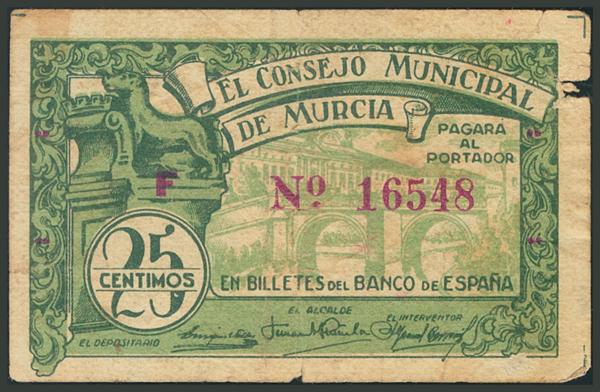 EL CONSEJO MUNICIPAL
DE MURCIA
PAGARA
AL
PORTADOR
F
Nº 16548
25
CENTIMOS
EN BILLETES DEL BANCO DE ESPAÑA
EL DEPOSITARIO
EL ALCALDE
EL INTERVENTOR